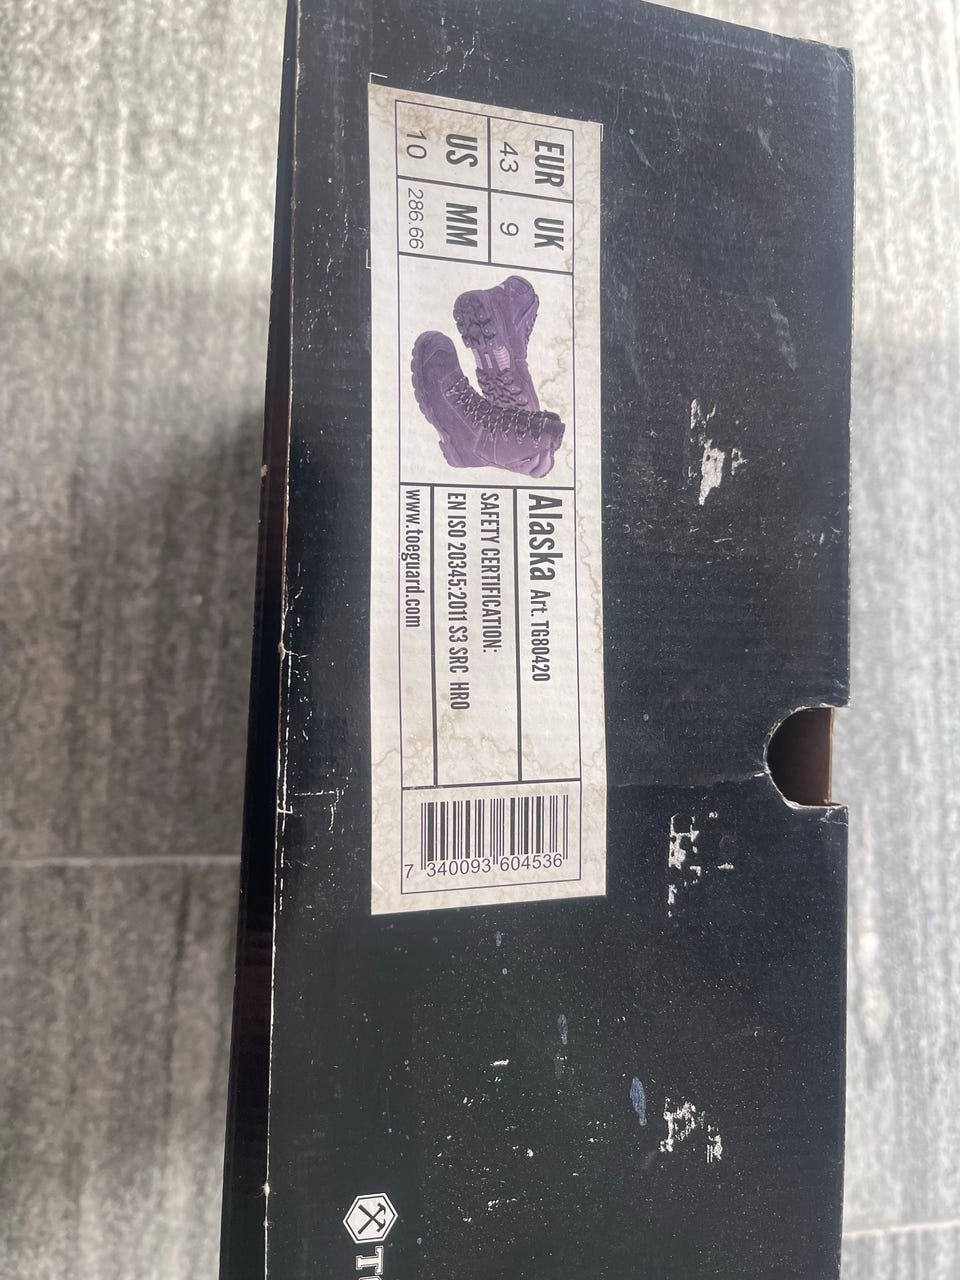 EUR UK
43 9
US MM
10 286.66
Alaska Art. TG80420
SAFETY CERTIFICATION:
EN ISO 20345:2011 S3 SRC HRO
www.toeguard.com
7 340093 604536